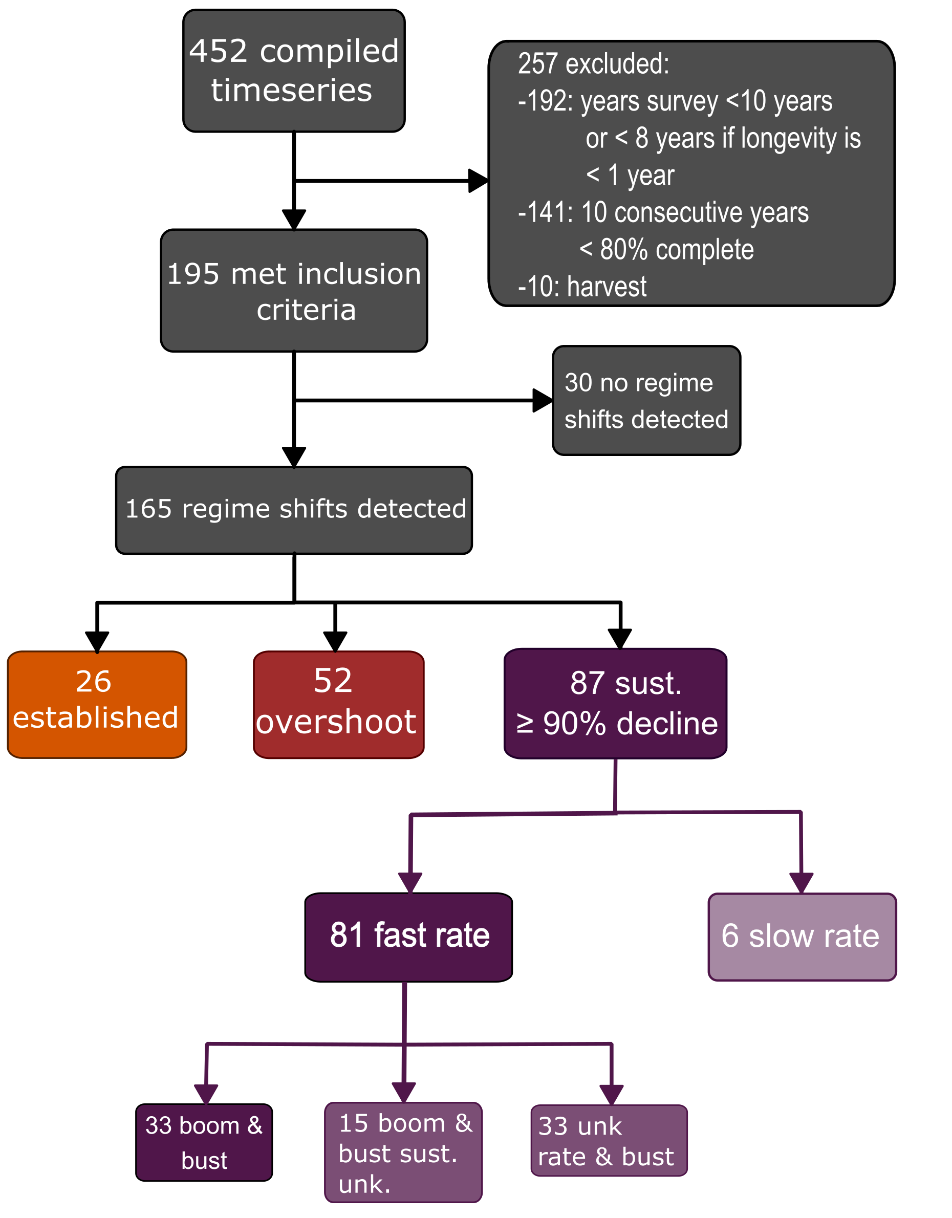 452 compiled
timeseries
257 excluded:
-192: years survey <10 years
or < 8 years if longevity is
< 1 year
-141: 10 consecutive years
< 80% complete
-10: harvest
195 met inclusion
criteria
30 no regime
shifts detected
165 regime shifts detected
26
established
52
overshoot
87 sust.
≥ 90% decline
81 fast rate
6 slow rate
33 boom &
bust
15 boom &
bust sust.
unk.
33 unk
rate & bust